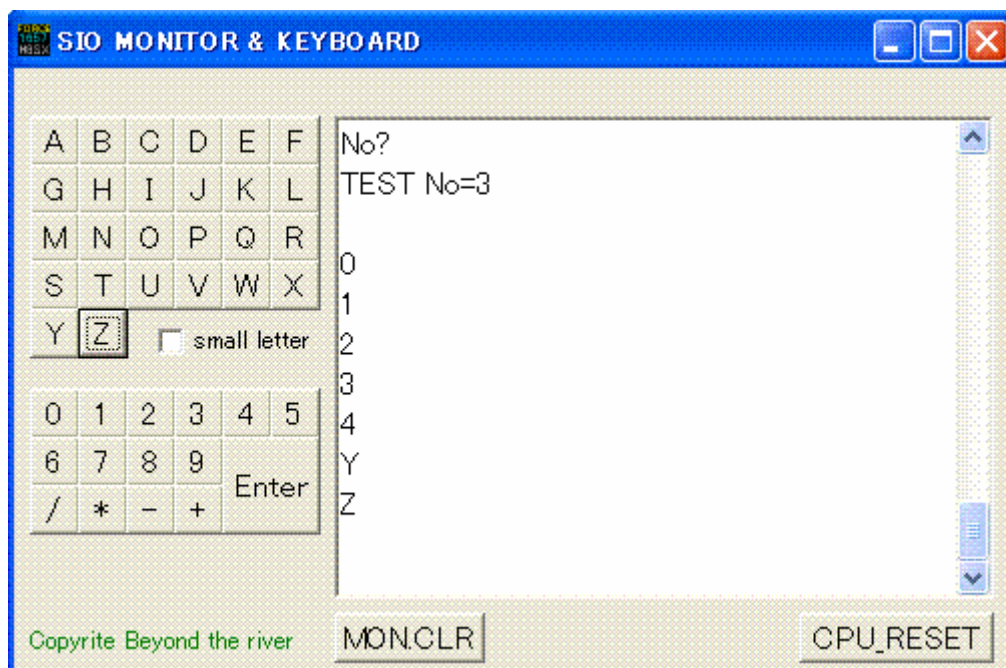 SIO MONITOR & KEYBOARD
A B C D E F
G H I J K L
M N O P Q R
S T U V W X
Y Z small letter
0 1 2 3 4 5
6 7 8 9 Enter
/ * - +
No?
TEST No=3
0
1
2
3
4
Y
Z
Copyrite Beyond the river
MON.CLR
CPU_RESET